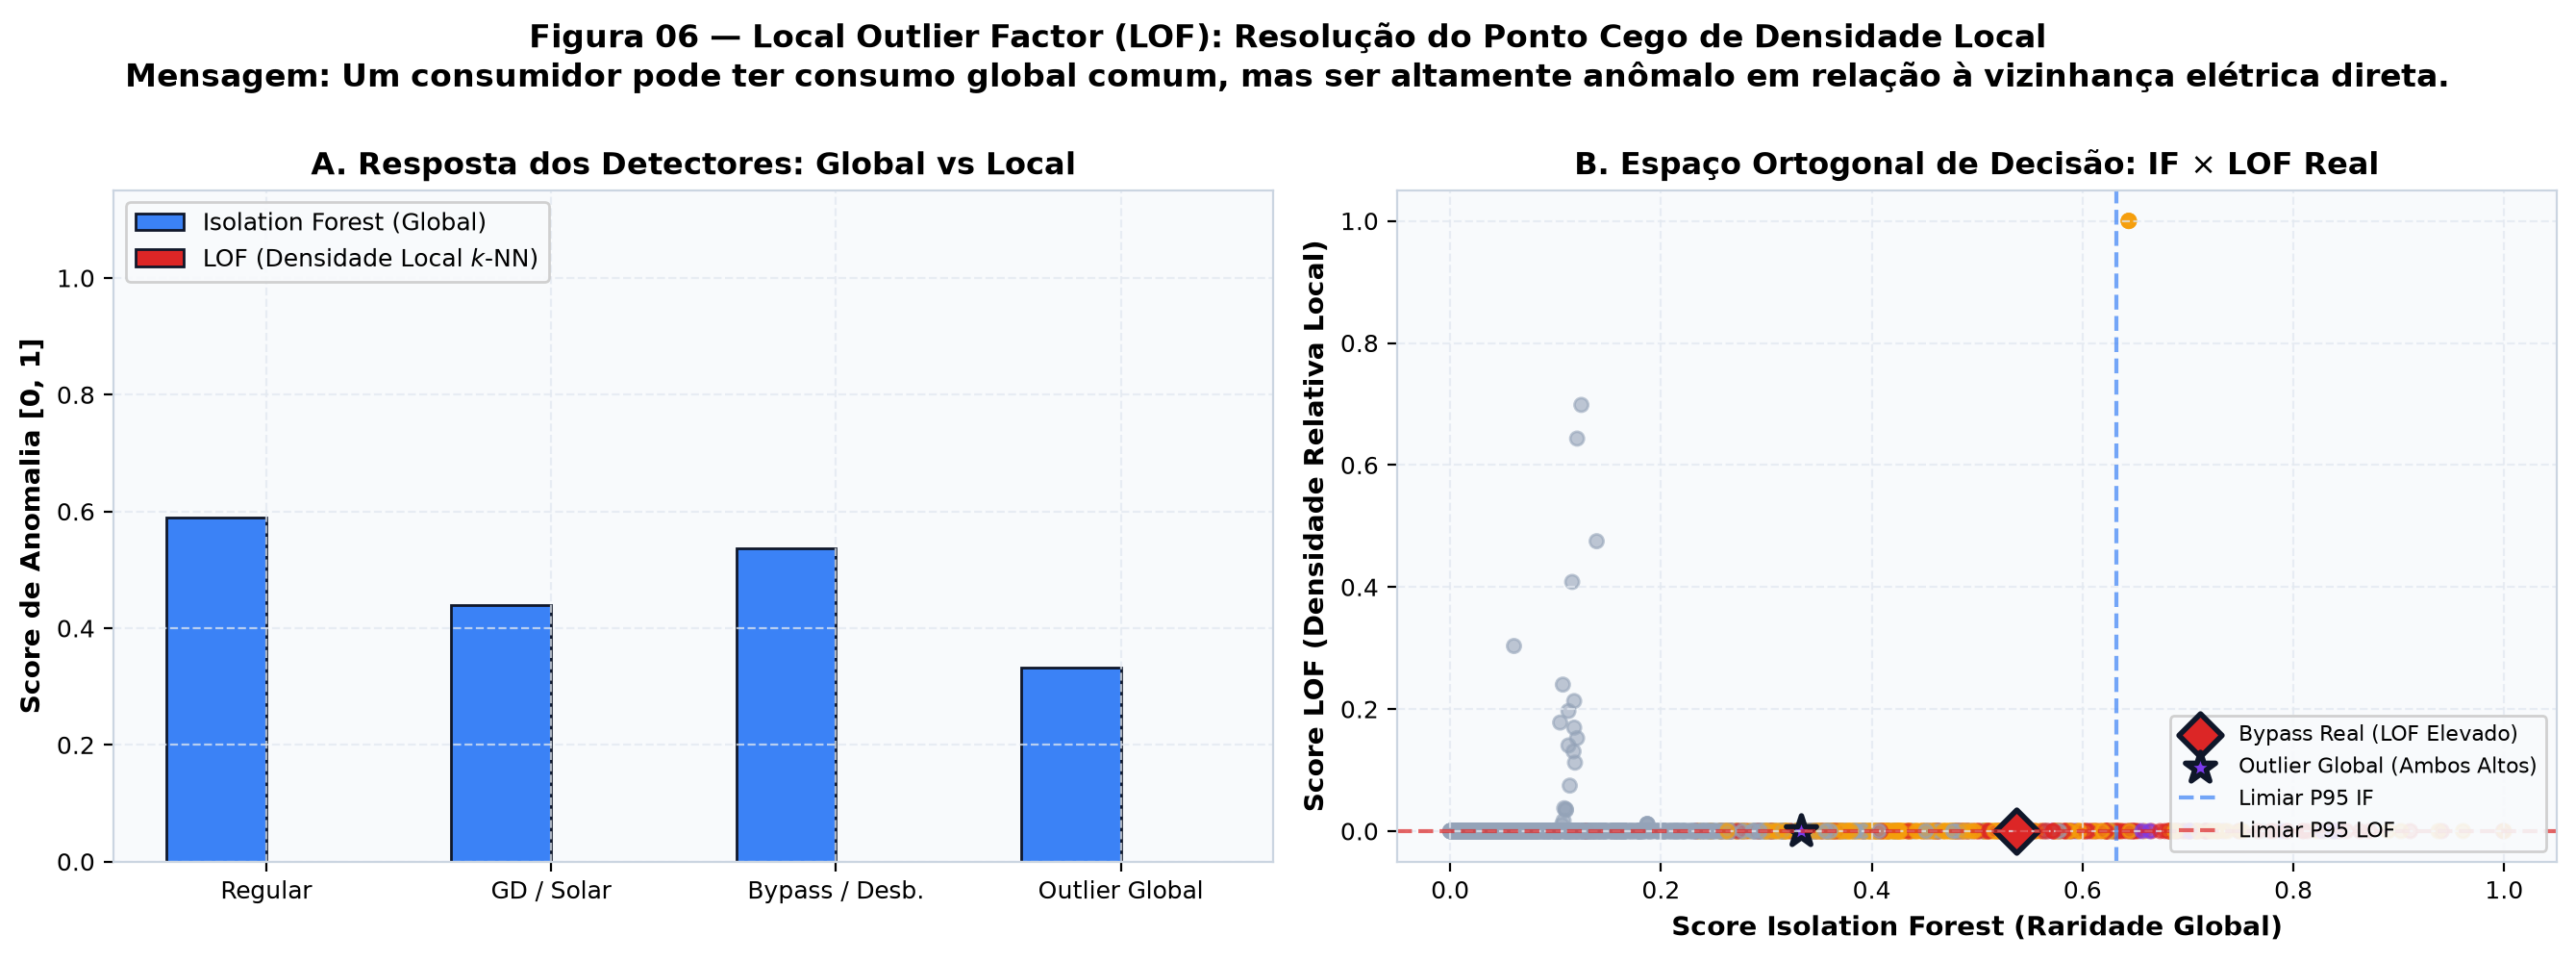 Figura 06 — Local Outlier Factor (LOF): Resolução do Ponto Cego de Densidade Local
Mensagem: Um consumidor pode ter consumo global comum, mas ser altamente anômalo em relação à vizinhança elétrica direta.
A. Resposta dos Detectores: Global vs Local
Isolation Forest (Global)
LOF (Densidade Local k-NN)
Score de Anomalia [0, 1]
1.0
0.8
0.6
0.4
0.2
0.0
Regular
GD / Solar
Bypass / Desb.
Outlier Global
B. Espaço Ortogonal de Decisão: IF × LOF Real
Score LOF (Densidade Relativa Local)
1.0
0.8
0.6
0.4
0.2
0.0
Bypass Real (LOF Elevado)
Outlier Global (Ambos Altos)
Limiar P95 IF
Limiar P95 LOF
0.0
0.2
0.4
0.6
0.8
1.0
Score Isolation Forest (Raridade Global)